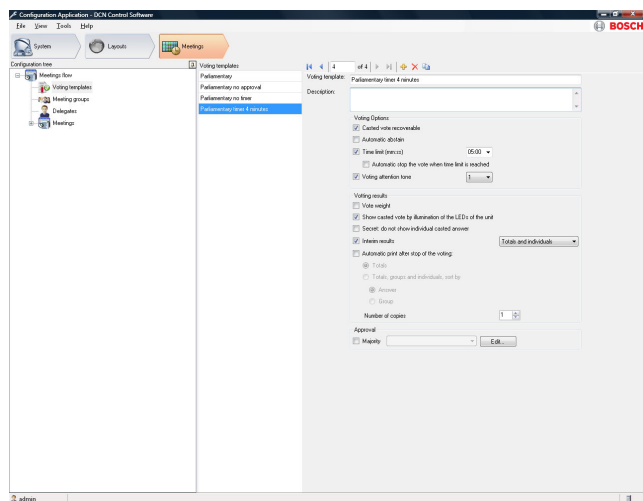 Configuration Application - DCN Control Software
File View Tools Help
BOSCH
System Layouts Meetings
Configuration tree
Meetings flow
Voting templates
Meeting groups
Delegates
Meetings
Voting templates
Parliamentary
Parliamentary no approval
Parliamentary no timer
Parliamentary timer 4 minutes
4 of 4
Voting template: Parliamentary timer 4 minutes
Description:
Voting Options
Casted vote recoverable
Automatic abstain
Time limit (mm:ss) 05:00
Automatic stop the vote when time limit is reached
Voting attention tone 1
Voting results
Vote weight
Show casted vote by illumination of the LEDs of the unit
Secret: do not show individual casted answer
Interim results Totals and individuals
Automatic print after stop of the voting:
Totals
Totals, groups and individuals, sort by
Answer
Group
Number of copies 1
Approval
Majority Edit...
admin